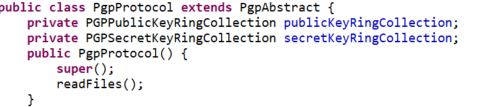 public class PgpProtocol extends PgpAbstract {
    private PGPPublicKeyRingCollection publicKeyRingCollection;
    private PGPSecretKeyRingCollection secretKeyRingCollection;
    public PgpProtocol() {
        super();
        readFiles();
    }